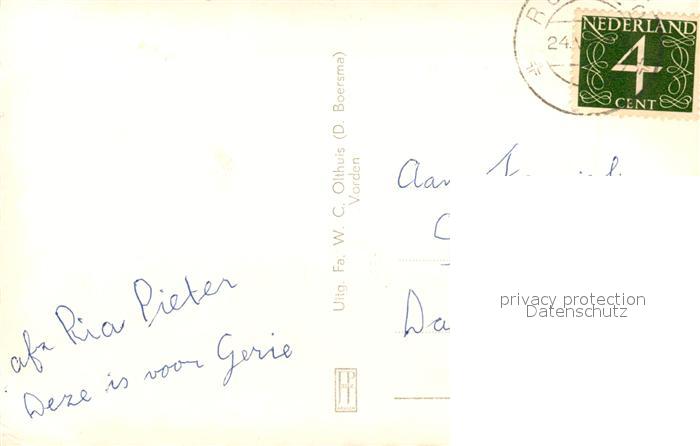 afz Ria Pieter
Deze is voor Gerie
Uitg. Fa. W. C. Olthuis (D. Boersma)
Vorden
NEDERLAND
4
CENT
24
Aan
Da
privacy protection
Datenschutz